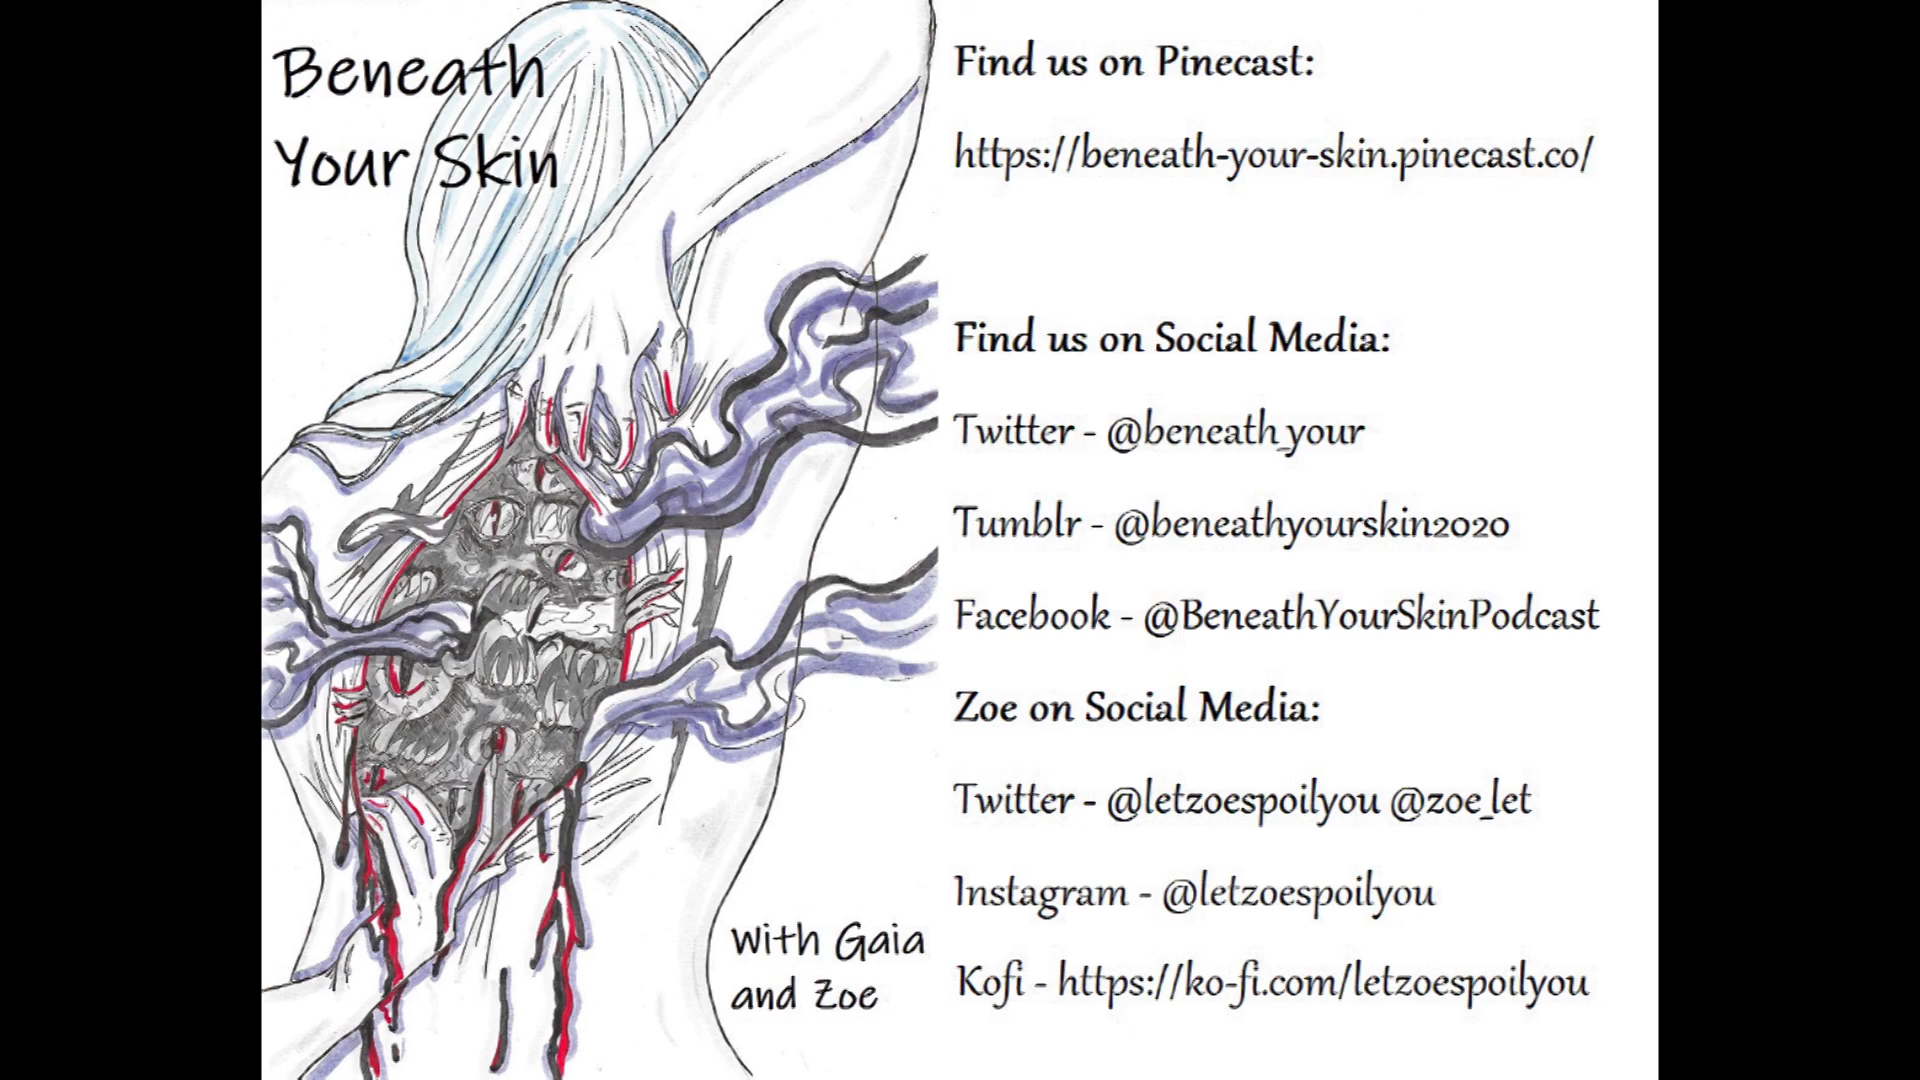 Beneath
Your Skin
With Gaia
and Zoe
Find us on Pinecast:
https://beneath-your-skin.pinecast.co/
Find us on Social Media:
Twitter - @beneath_your
Tumblr - @beneathyourskin2020
Facebook - @BeneathYourSkinPodcast
Zoe on Social Media:
Twitter - @letzoespoilyou @zoe_let
Instagram - @letzoespoilyou
Kofi - https://ko-fi.com/letzoespoilyou